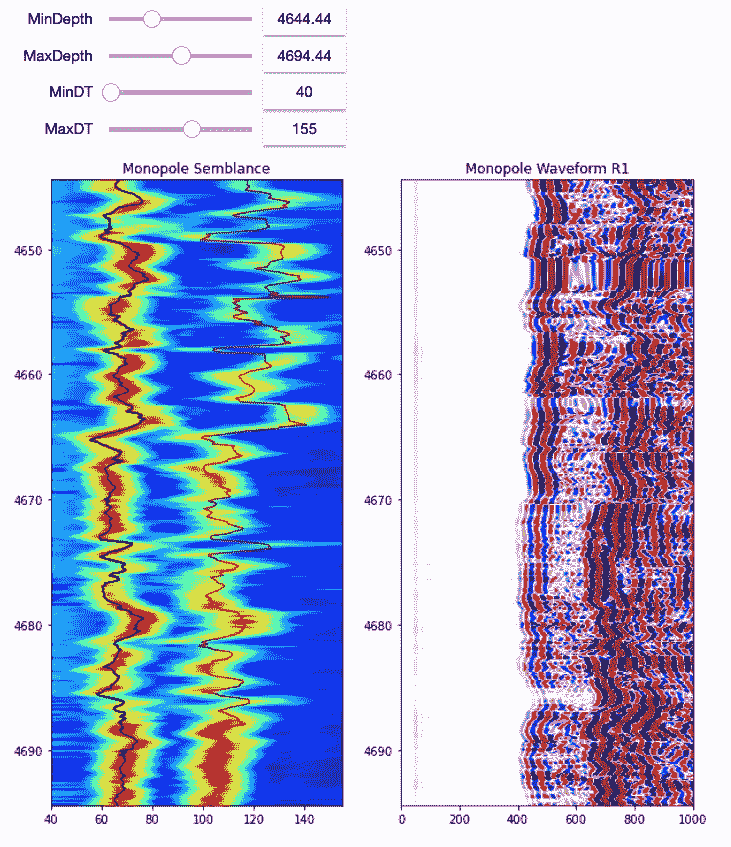 MinDepth 4644.44
MaxDepth 4694.44
MinDT 40
MaxDT 155
Monopole Semblance Monopole Waveform R1
4650 4650
4660 4660
4670 4670
4680 4680
4690 4690
40 60 80 100 120 140 0 200 400 600 800 1000